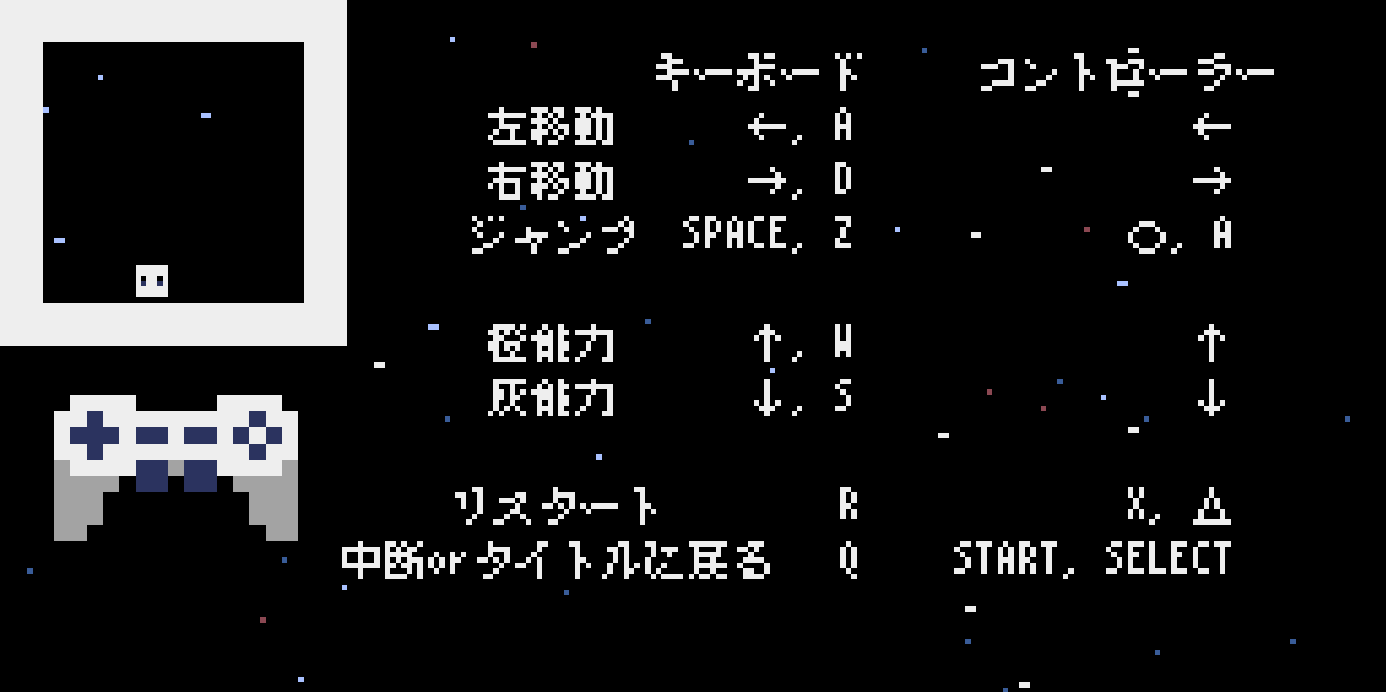 キーボード コントローラー
左移動 ←, A ←
右移動 →, D →
ジャンプ SPACE, Z ○, A
桜能力 ↑, W ↑
灰能力 ↓, S ↓
リスタート R X, △
中断orタイトルに戻る Q START, SELECT